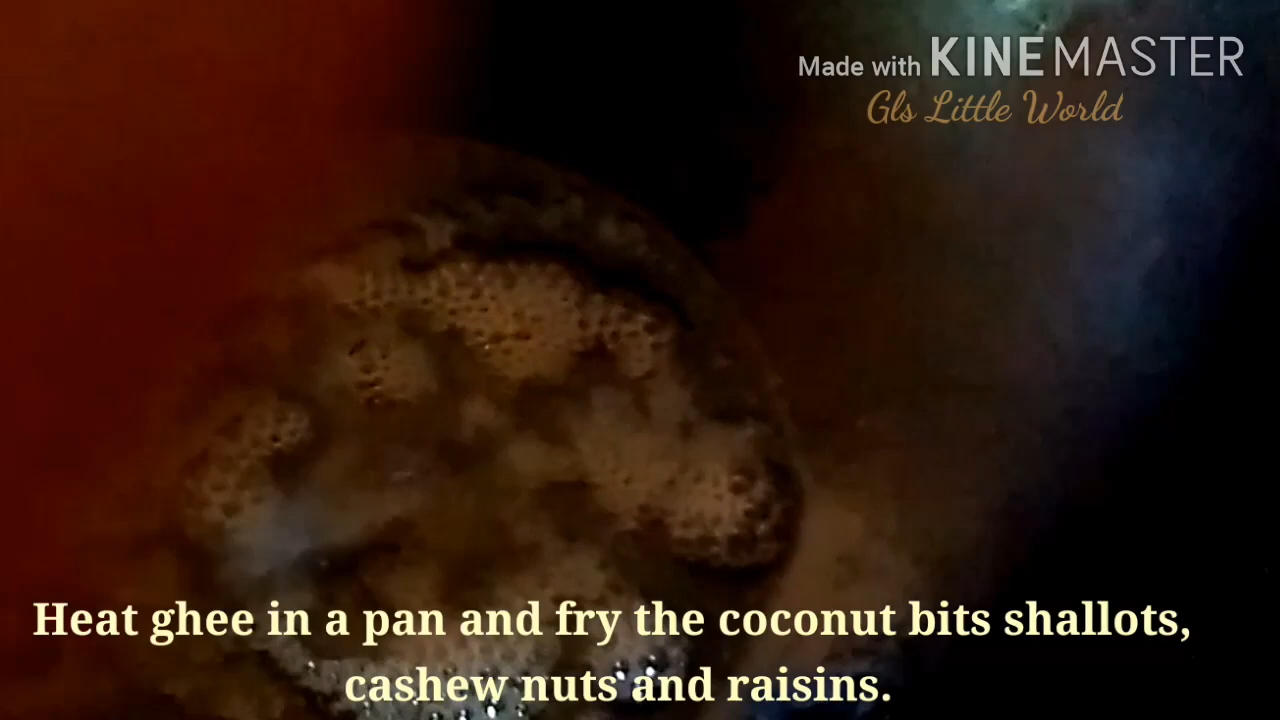 Made with KINEMASTER
Gls Little World
Heat ghee in a pan and fry the coconut bits shallots,
cashew nuts and raisins.